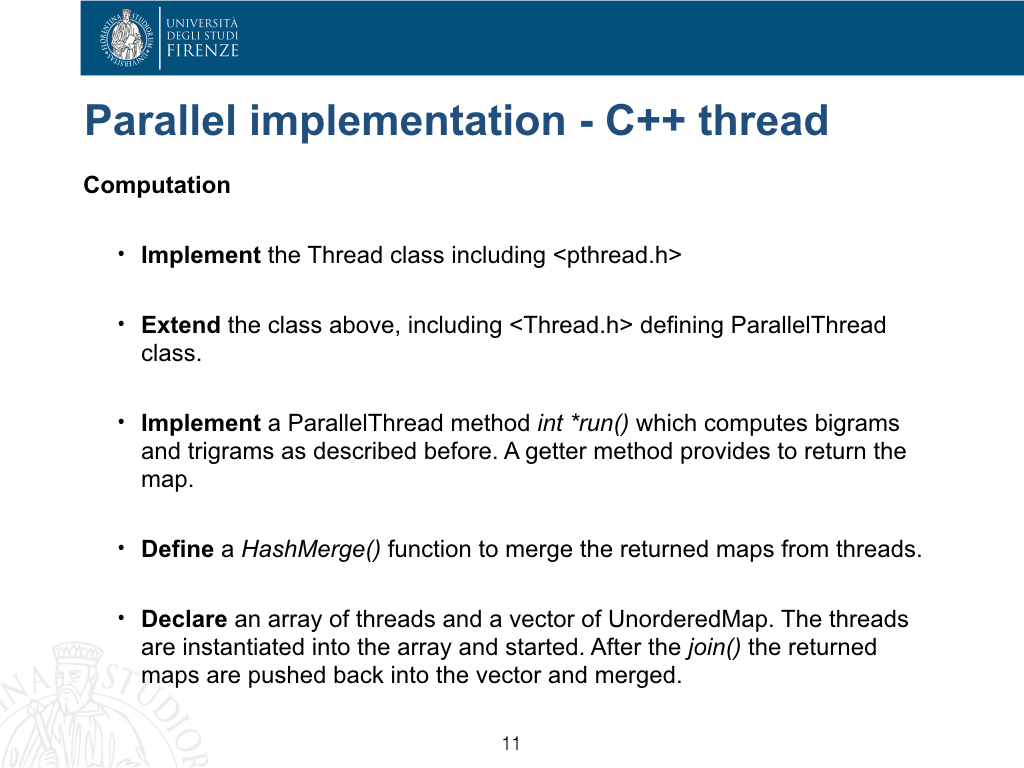 UNIVERSITÀ
DEGLI STUDI
FIRENZE
Parallel implementation - C++ thread
Computation
• Implement the Thread class including <pthread.h>
• Extend the class above, including <Thread.h> defining ParallelThread
class.
• Implement a ParallelThread method int *run() which computes bigrams
and trigrams as described before. A getter method provides to return the
map.
• Define a HashMerge() function to merge the returned maps from threads.
• Declare an array of threads and a vector of UnorderedMap. The threads
are instantiated into the array and started. After the join() the returned
maps are pushed back into the vector and merged.
11